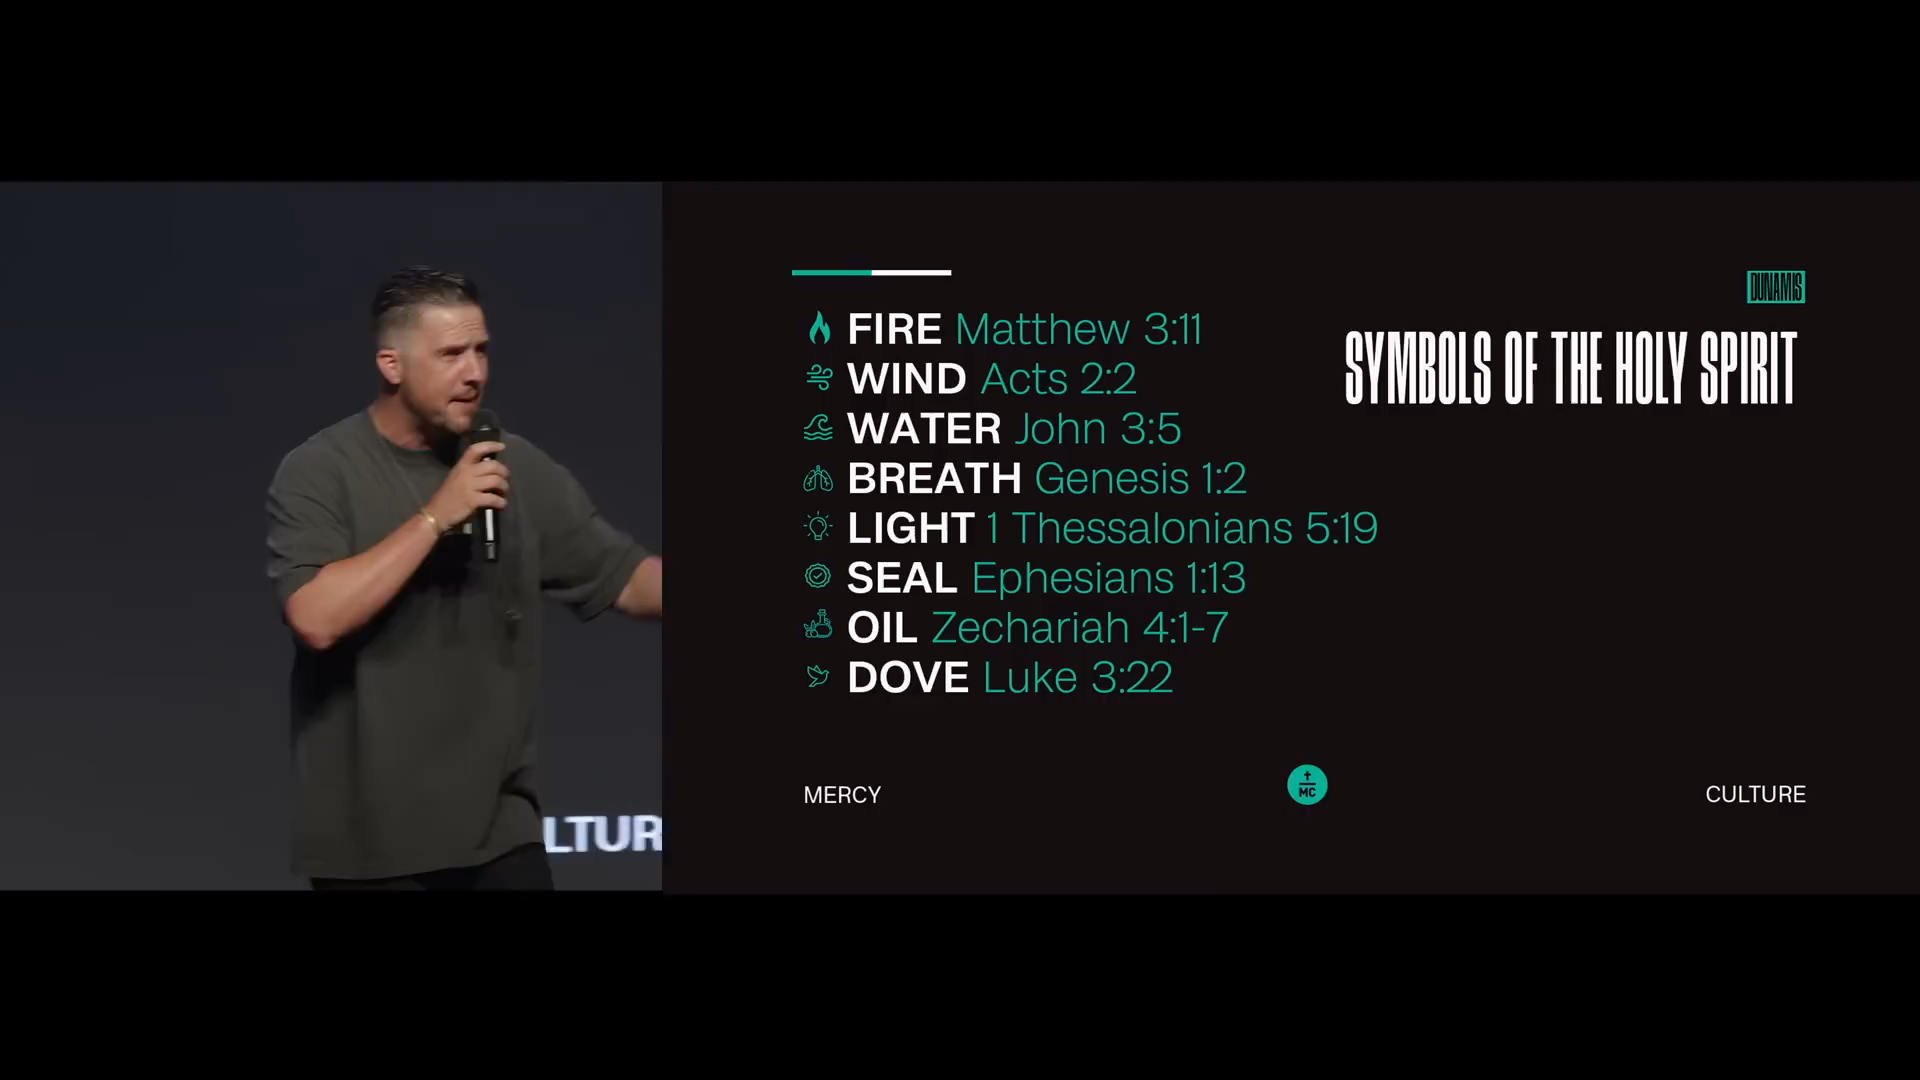 DUNAMIS
SYMBOLS OF THE HOLY SPIRIT
FIRE Matthew 3:11
WIND Acts 2:2
WATER John 3:5
BREATH Genesis 1:2
LIGHT 1 Thessalonians 5:19
SEAL Ephesians 1:13
OIL Zechariah 4:1-7
DOVE Luke 3:22
MERCY
MC
CULTURE
LTUR